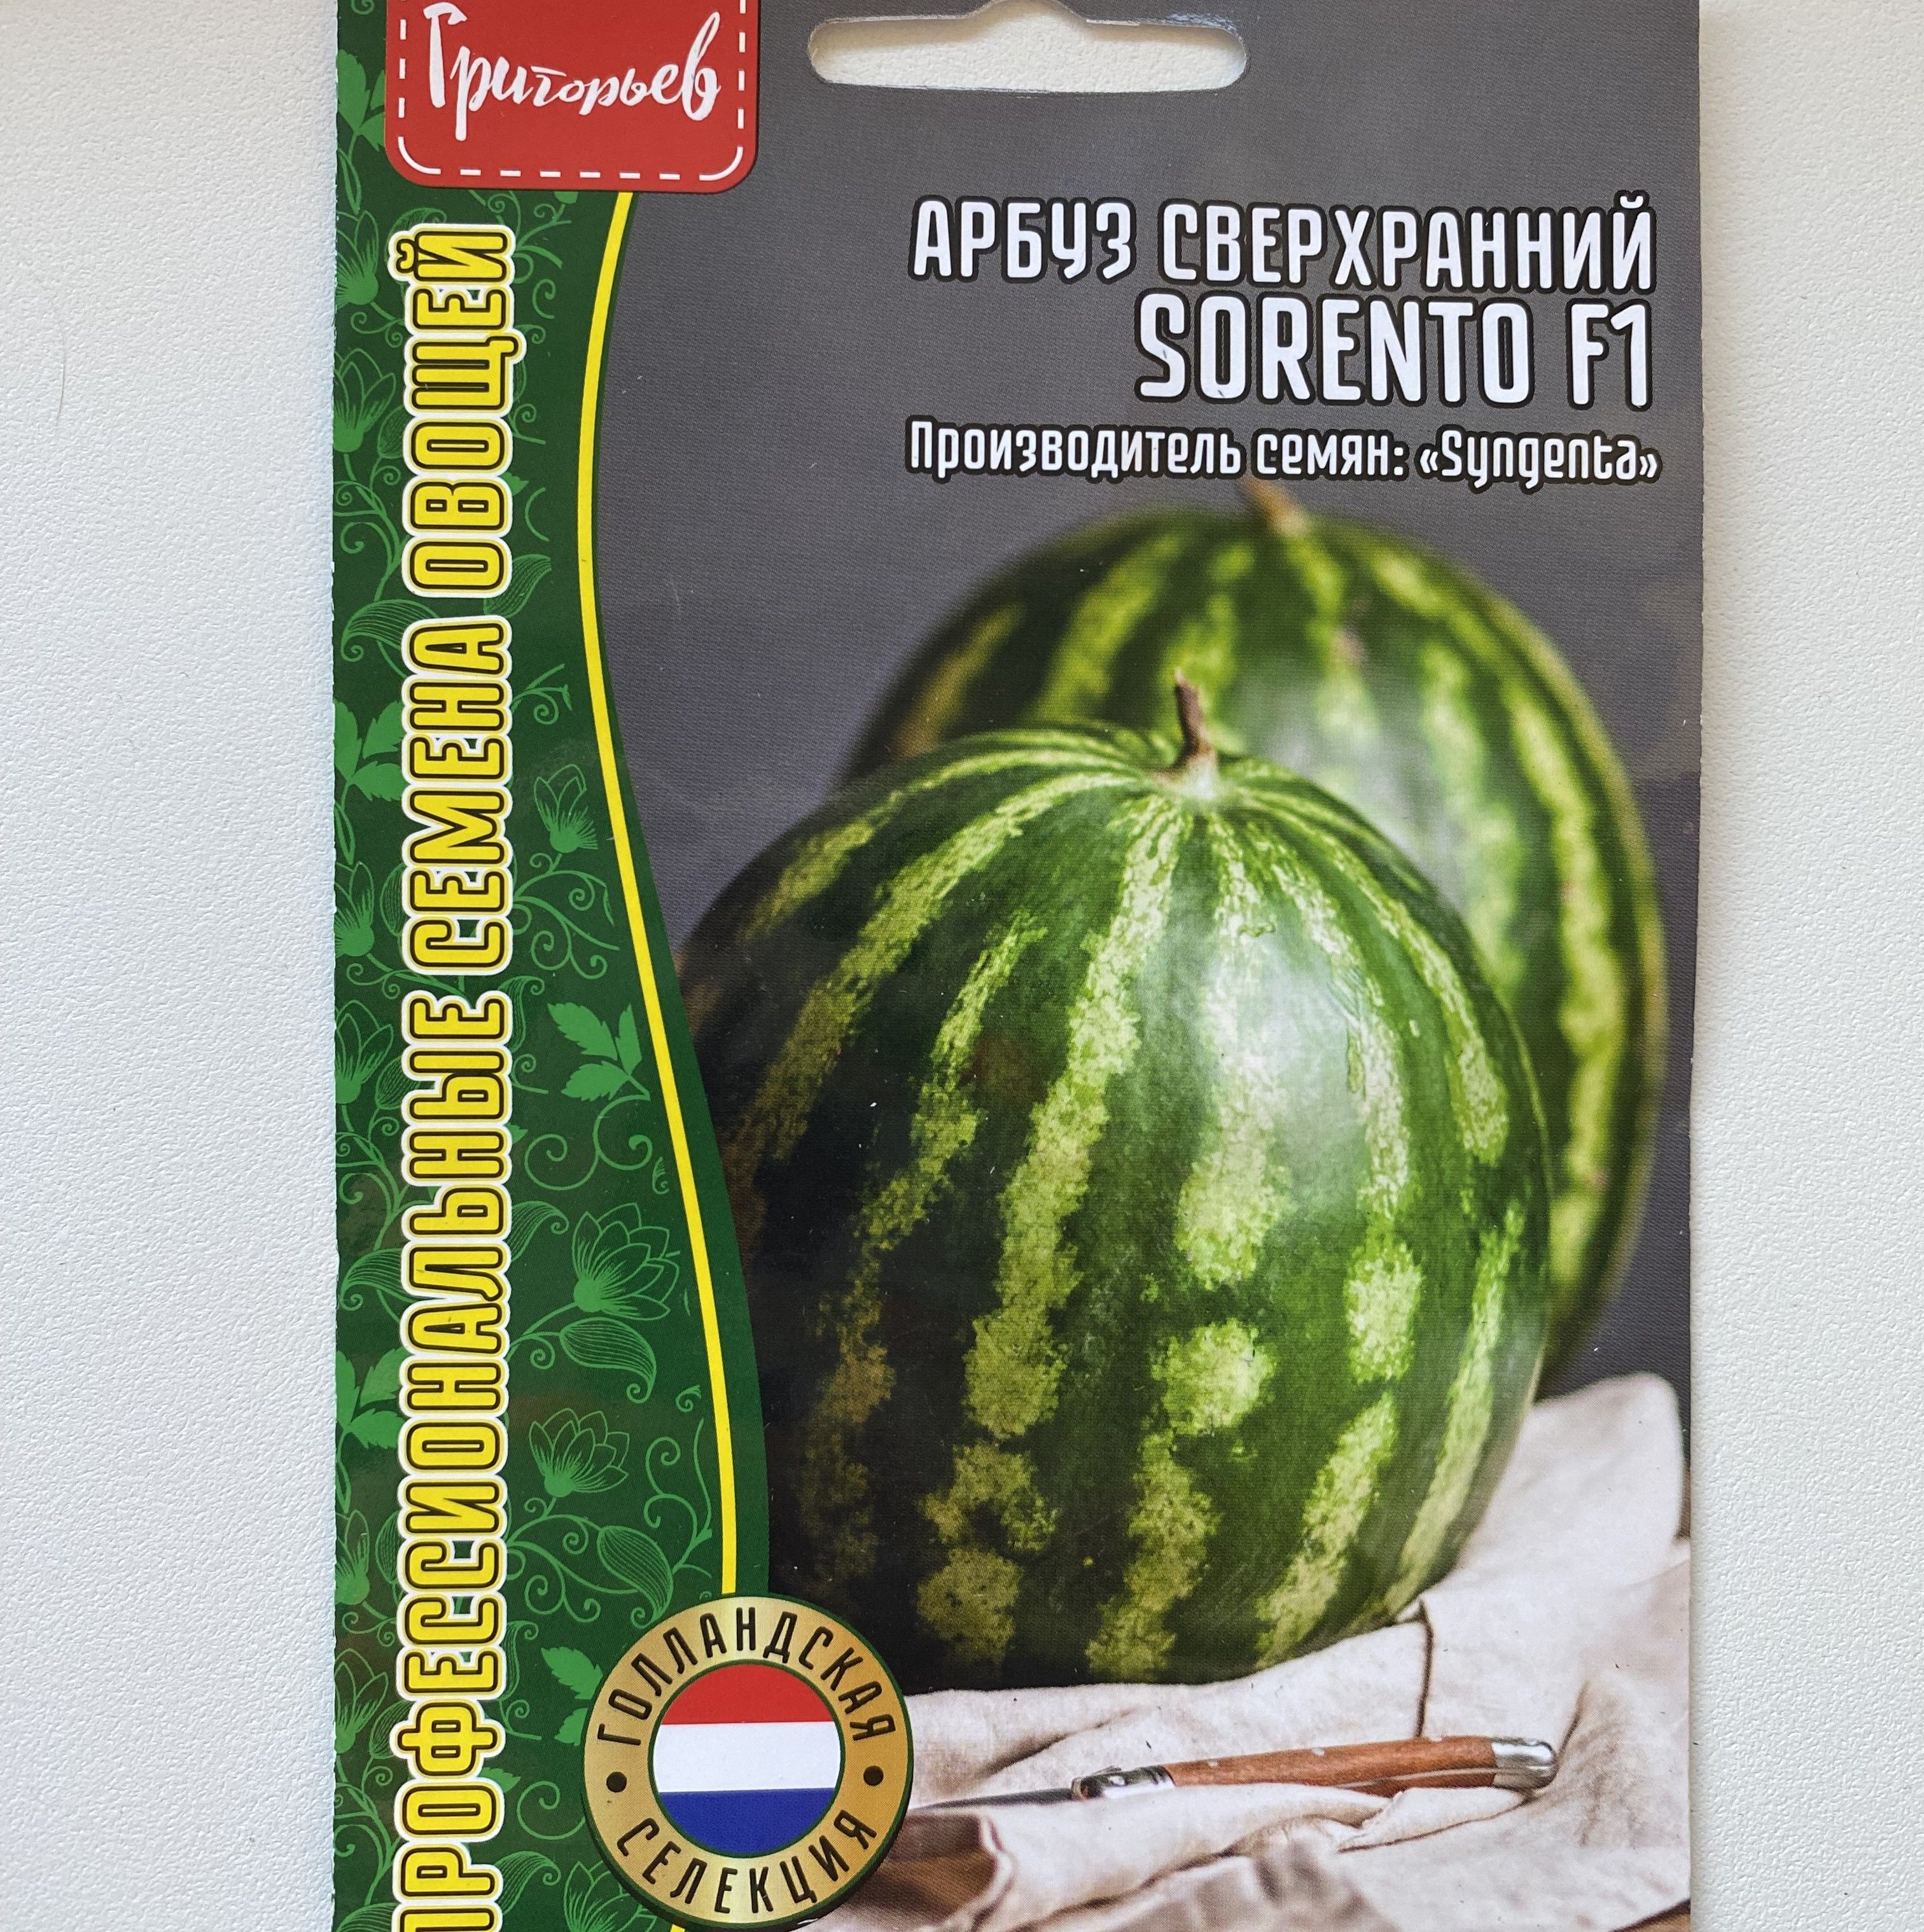 Григорьев
АРБУЗ СВЕРХРАННИЙ
SORENTO F1
Производитель семян: «Syngenta»
ПРОФЕССИОНАЛЬНЫЕ СЕМЕНА ОВОЩЕЙ
ГОЛЛАНДСКАЯ
• СЕЛЕКЦИЯ •